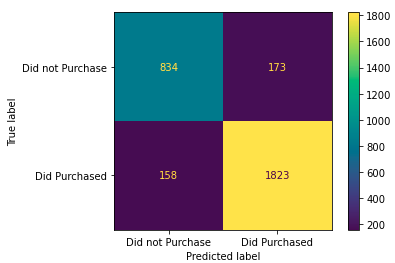 True label
Did not Purchase
834
173
Did Purchased
158
1823
Did not Purchase
Did Purchased
Predicted label
1800
1600
1400
1200
1000
800
600
400
200